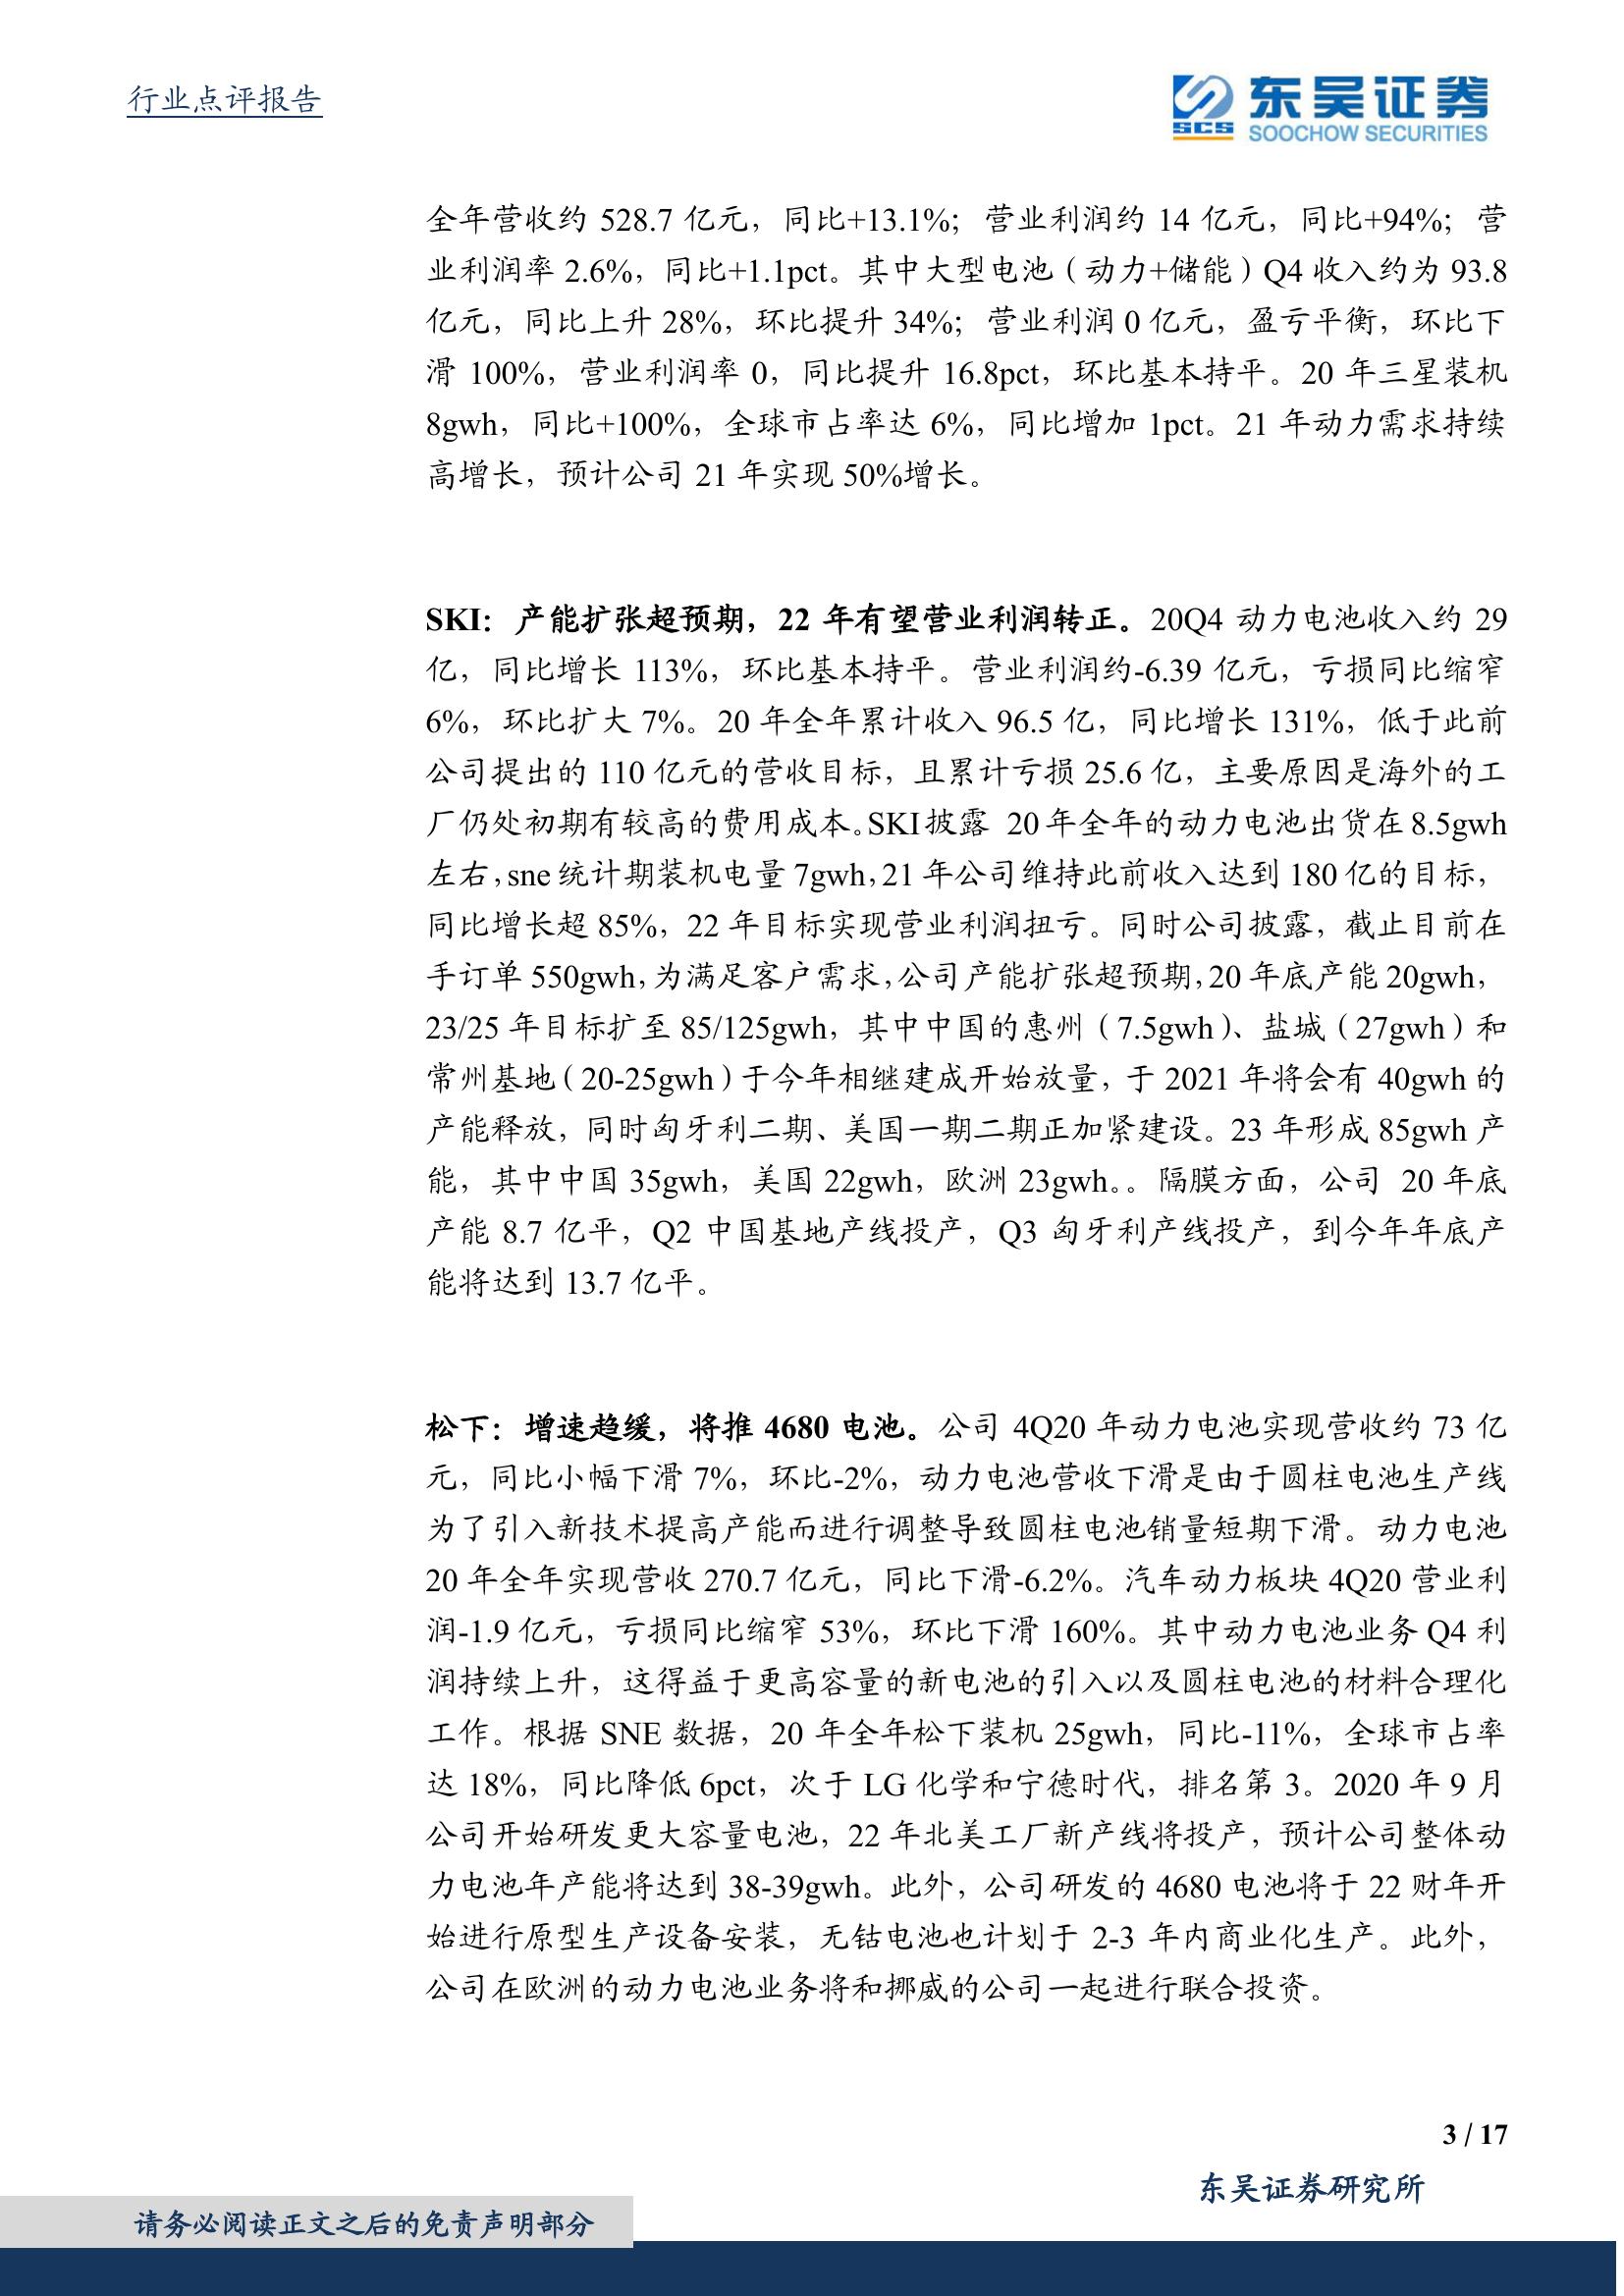 行业点评报告
东吴证券
SCS
SOOCHOW SECURITIES
全年营收约 528.7 亿元，同比+13.1%；营业利润约 14 亿元，同比+94%；营
业利润率 2.6%，同比+1.1pct。其中大型电池（动力+储能）Q4 收入约为 93.8
亿元，同比上升 28%，环比提升 34%；营业利润 0 亿元，盈亏平衡，环比下
滑 100%，营业利润率 0，同比提升 16.8pct，环比基本持平。20 年三星装机
8gwh，同比+100%，全球市占率达 6%，同比增加 1pct。21 年动力需求持续
高增长，预计公司 21 年实现 50%增长。
SKI：产能扩张超预期，22 年有望营业利润转正。20Q4 动力电池收入约 29
亿，同比增长 113%，环比基本持平。营业利润约-6.39 亿元，亏损同比缩窄
6%，环比扩大 7%。20 年全年累计收入 96.5 亿，同比增长 131%，低于此前
公司提出的 110 亿元的营收目标，且累计亏损 25.6 亿，主要原因是海外的工
厂仍处初期有较高的费用成本。SKI 披露 20 年全年的动力电池出货在 8.5gwh
左右，sne 统计期装机电量 7gwh，21 年公司维持此前收入达到 180 亿的目标，
同比增长超 85%，22 年目标实现营业利润扭亏。同时公司披露，截止目前在
手订单 550gwh，为满足客户需求，公司产能扩张超预期，20 年底产能 20gwh，
23/25 年目标扩至 85/125gwh，其中中国的惠州（7.5gwh）、盐城（27gwh）和
常州基地（20-25gwh）于今年相继建成开始放量，于 2021 年将会有 40gwh 的
产能释放，同时匈牙利二期、美国一期二期正加紧建设。23 年形成 85gwh 产
能，其中中国 35gwh，美国 22gwh，欧洲 23gwh。。隔膜方面，公司 20 年底
产能 8.7 亿平，Q2 中国基地产线投产，Q3 匈牙利产线投产，到今年年底产
能将达到 13.7 亿平。
松下：增速趋缓，将推 4680 电池。公司 4Q20 年动力电池实现营收约 73 亿
元，同比小幅下滑 7%，环比-2%，动力电池营收下滑是由于圆柱电池生产线
为了引入新技术提高产能而进行调整导致圆柱电池销量短期下滑。动力电池
20 年全年实现营收 270.7 亿元，同比下滑-6.2%。汽车动力板块 4Q20 营业利
润-1.9 亿元，亏损同比缩窄 53%，环比下滑 160%。其中动力电池业务 Q4 利
润持续上升，这得益于更高容量的新电池的引入以及圆柱电池的材料合理化
工作。根据 SNE 数据，20 年全年松下装机 25gwh，同比-11%，全球市占率
达 18%，同比降低 6pct，次于 LG 化学和宁德时代，排名第 3。2020 年 9 月
公司开始研发更大容量电池，22 年北美工厂新产线将投产，预计公司整体动
力电池年产能将达到 38-39gwh。此外，公司研发的 4680 电池将于 22 财年开
始进行原型生产设备安装，无钴电池也计划于 2-3 年内商业化生产。此外，
公司在欧洲的动力电池业务将和挪威的公司一起进行联合投资。
3 / 17
东吴证券研究所
请务必阅读正文之后的免责声明部分